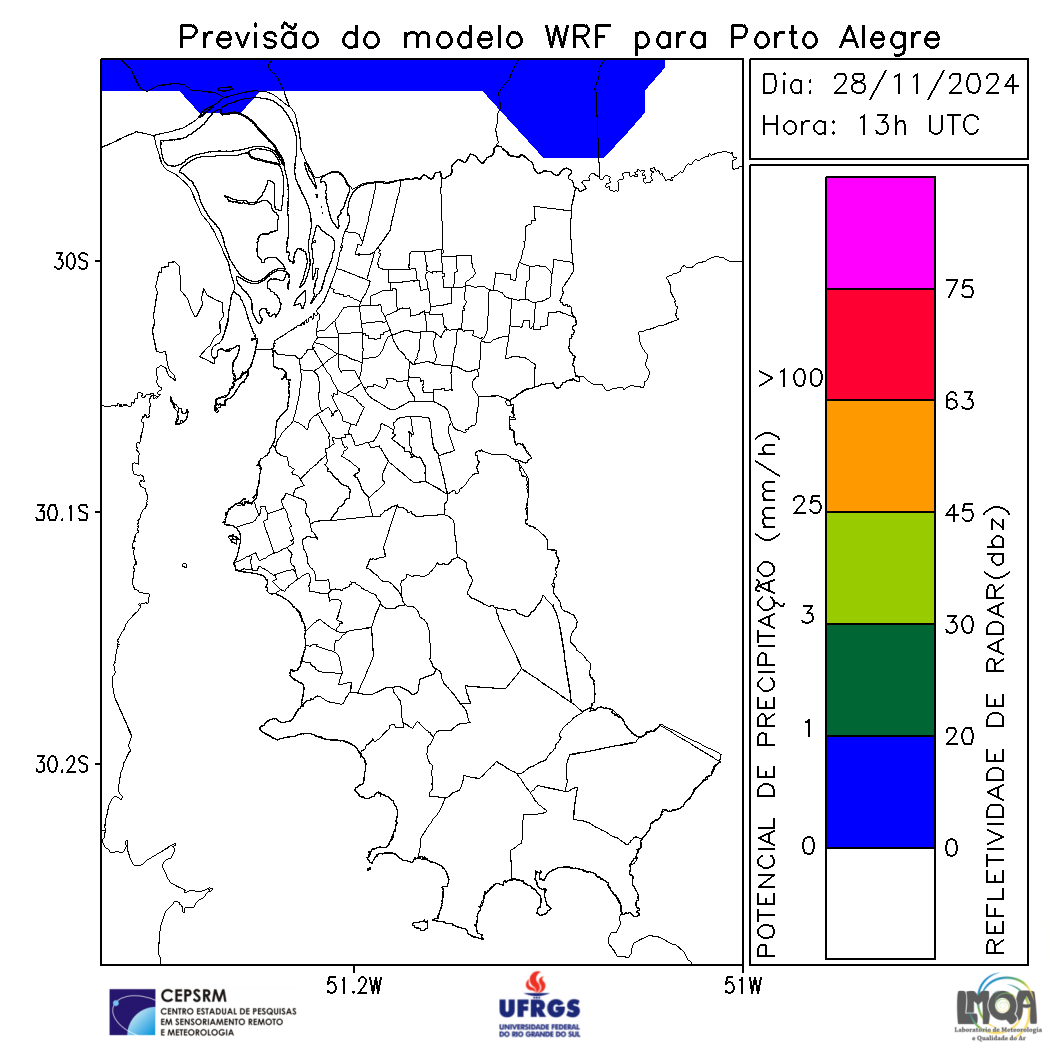 Previsão do modelo WRF para Porto Alegre
Dia: 28/11/2024
Hora: 13h UTC
30S
30.1S
30.2S
51.2W
51W
POTENCIAL DE PRECIPITAÇÃO (mm/h)
>100
25
3
1
0
75
63
45
30
20
0
REFLETIVIDADE DE RADAR(dbz)
CEPSRM
CENTRO ESTADUAL DE PESQUISAS
EM SENSORIAMENTO REMOTO
E METEOROLOGIA
UFRGS
UNIVERSIDADE FEDERAL
DO RIO GRANDE DO SUL
LMQA
Laboratório de Meteorologia
e Qualidade do Ar